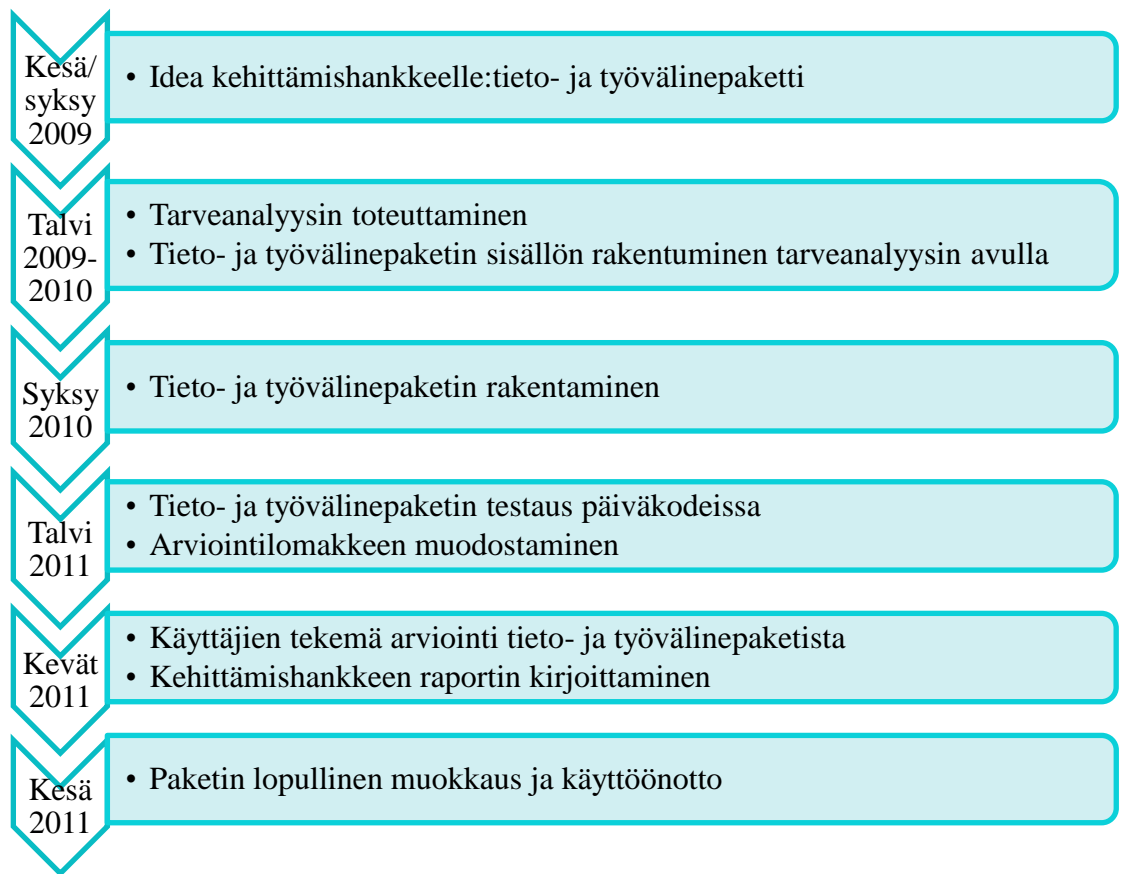 Kesä/
syksy
2009
• Idea kehittämishankkeelle:tieto- ja työvälinepaketti
Talvi
2009-
2010
• Tarveanalyysin toteuttaminen
• Tieto- ja työvälinepaketin sisällön rakentuminen tarveanalyysin avulla
Syksy
2010
• Tieto- ja työvälinepaketin rakentaminen
Talvi
2011
• Tieto- ja työvälinepaketin testaus päiväkodeissa
• Arviointilomakkeen muodostaminen
Kevät
2011
• Käyttäjien tekemä arviointi tieto- ja työvälinepaketista
• Kehittämishankkeen raportin kirjoittaminen
Kesä
2011
• Paketin lopullinen muokkaus ja käyttöönotto